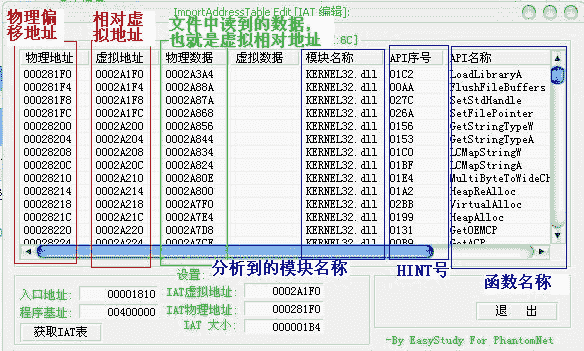 ImportAddressTable Edit [IAT 编辑]:
物理偏
移地址
相对虚
拟地址
文件中读到的数据,
也就是虚拟相对地址
:6C]
物理地址 虚拟地址 物理数据 虚拟数据 模块名称 API序号 API名称
000281F0 0002A1F0 0002A3A4 KERNEL32.dll 01C2 LoadLibraryA
000281F4 0002A1F4 0002A88A KERNEL32.dll 00AA FlushFileBuffers
000281F8 0002A1F8 0002A87A KERNEL32.dll 027C SetStdHandle
000281FC 0002A1FC 0002A868 KERNEL32.dll 026A SetFilePointer
00028200 0002A200 0002A856 KERNEL32.dll 0156 GetStringTypeW
00028204 0002A204 0002A844 KERNEL32.dll 0153 GetStringTypeA
00028208 0002A208 0002A834 KERNEL32.dll 01C0 LCMapStringW
0002820C 0002A20C 0002A824 KERNEL32.dll 01BF LCMapStringA
00028210 0002A210 0002A80E KERNEL32.dll 01E4 MultiByteToWideCh
00028214 0002A214 0002A800 KERNEL32.dll 01A2 HeapReAlloc
00028218 0002A218 0002A7F0 KERNEL32.dll 02BB VirtualAlloc
0002821C 0002A21C 0002A7E4 KERNEL32.dll 0199 HeapAlloc
00028220 0002A220 0002A7D8 KERNEL32.dll 0131 GetOEMCP
00028224 0002A224 0002A7CE KERNEL32.dll 00B9 GetACP
分析到的模块名称 HINT号 函数名称
设置:
入口地址: 00001810 IAT虚拟地址: 0002A1F0
程序基址: 00400000 IAT物理地址: 000281F0
获取IAT表 IAT 大小: 000001B4
退 出
-By EasyStudy For PhantomNet